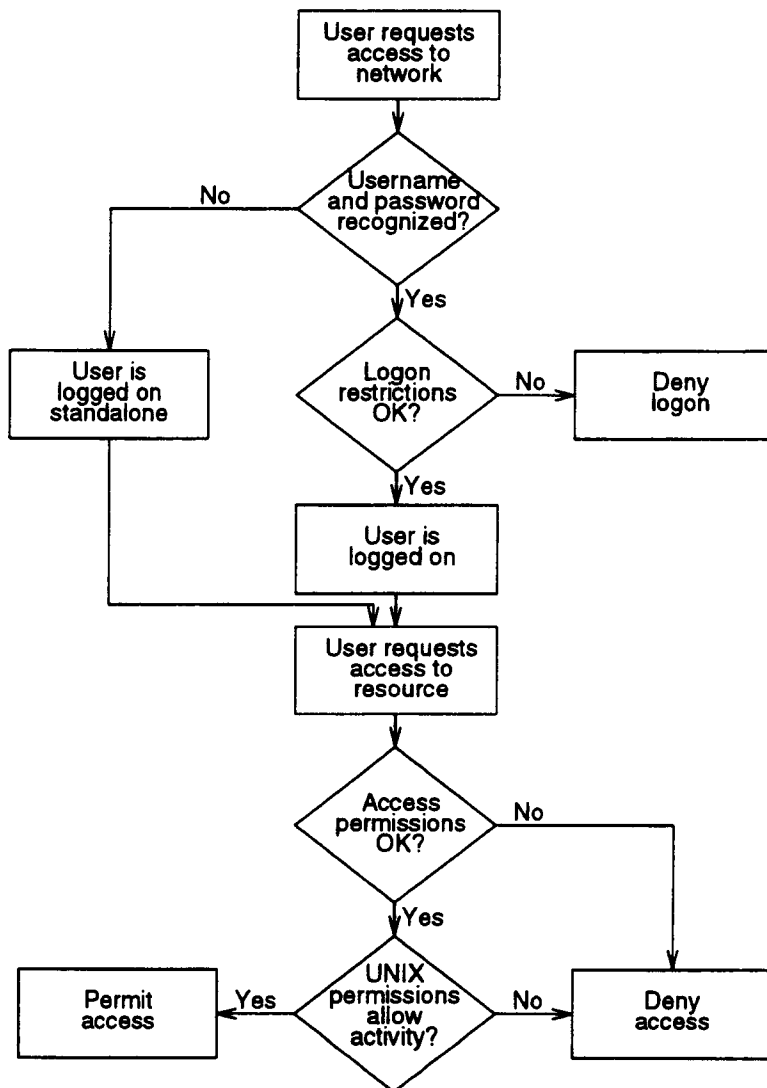 User requests
access to
network
Username
and password
recognized?
No
Yes
User is
logged on
standalone
Logon
restrictions
OK?
No
Deny
logon
Yes
User is
logged on
User requests
access to
resource
Access
permissions
OK?
No
Yes
UNIX
permissions
allow
activity?
Yes
Permit
access
No
Deny
access